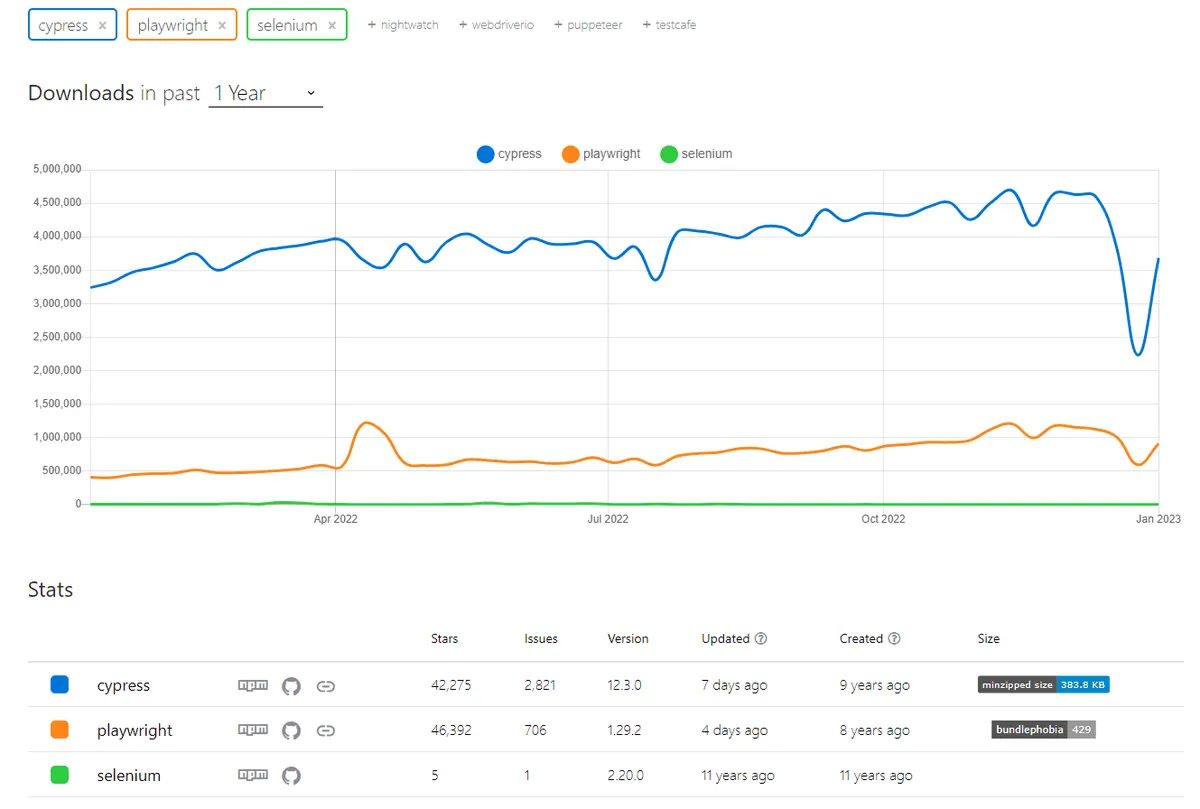 cypress × playwright × selenium × + nightwatch + webdriverio + puppeteer + testcafe
Downloads in past 1 Year
cypress playwright selenium
5,000,000
4,500,000
4,000,000
3,500,000
3,000,000
2,500,000
2,000,000
1,500,000
1,000,000
500,000
0
Apr 2022 Jul 2022 Oct 2022 Jan 2023
Stats
Stars Issues Version Updated ? Created ? Size
cypress npm 42,275 2,821 12.3.0 7 days ago 9 years ago minzipped size 383.8 KB
playwright npm 46,392 706 1.29.2 4 days ago 8 years ago bundlephobia 429
selenium npm 5 1 2.20.0 11 years ago 11 years ago